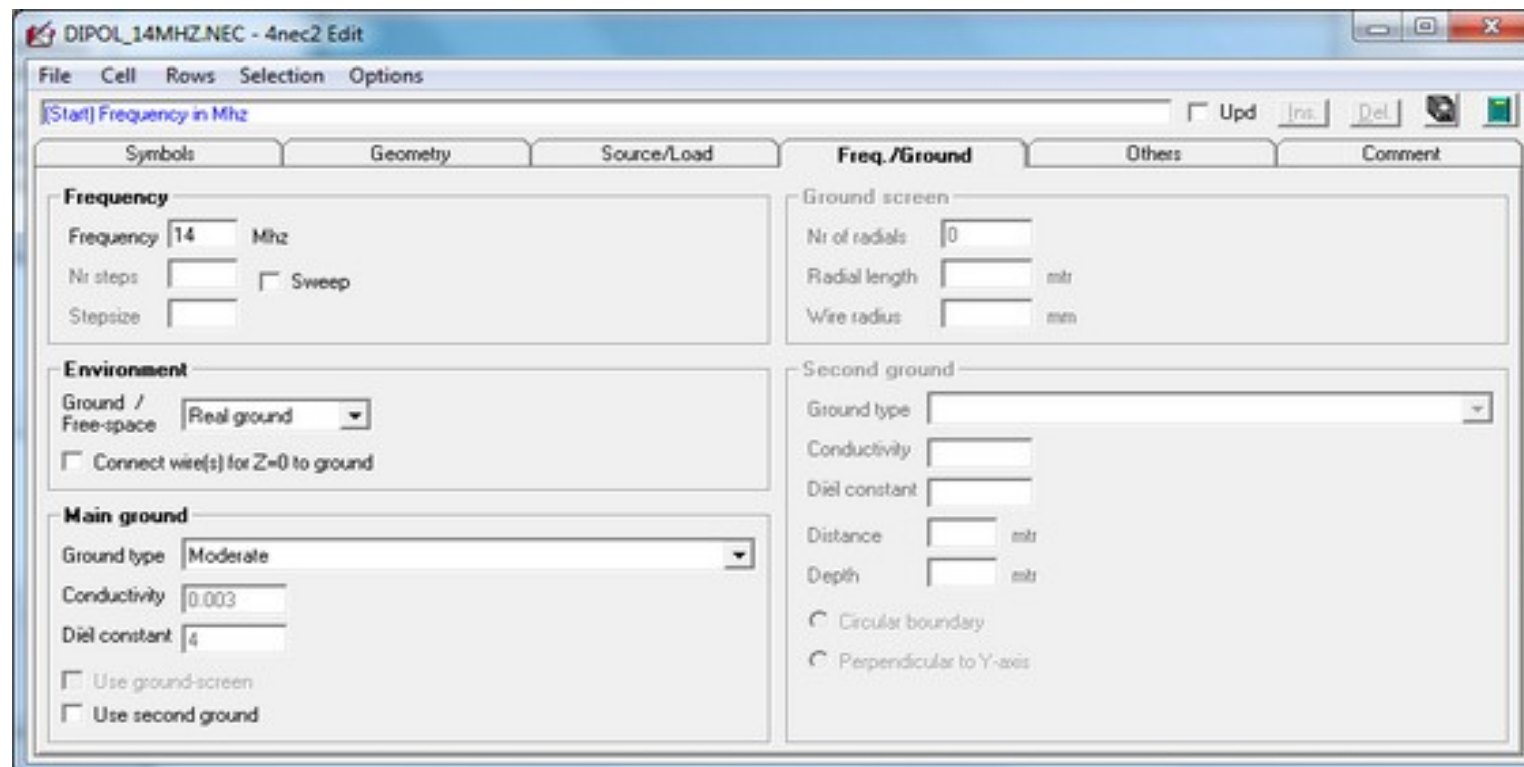 DIPOL_14MHZ.NEC - 4nec2 Edit
File Cell Rows Selection Options
(Start) Frequency in Mhz
Upd Ins. Del.
Symbols Geometry Source/Load Freq./Ground Others Comment
Frequency
Frequency 14 Mhz
Nr steps
Sweep
Stepsize
Environment
Ground /
Free-space
Real ground
Connect wire(s) for Z=0 to ground
Main ground
Ground type Moderate
Conductivity 0.003
Diël constant 4
Use ground-screen
Use second ground
Ground screen
Nr of radials 0
Radial length mtr
Wire radius mm
Second ground
Ground type
Conductivity
Diël constant
Distance mtr
Depth mtr
Circular boundary
Perpendicular to Y-axis